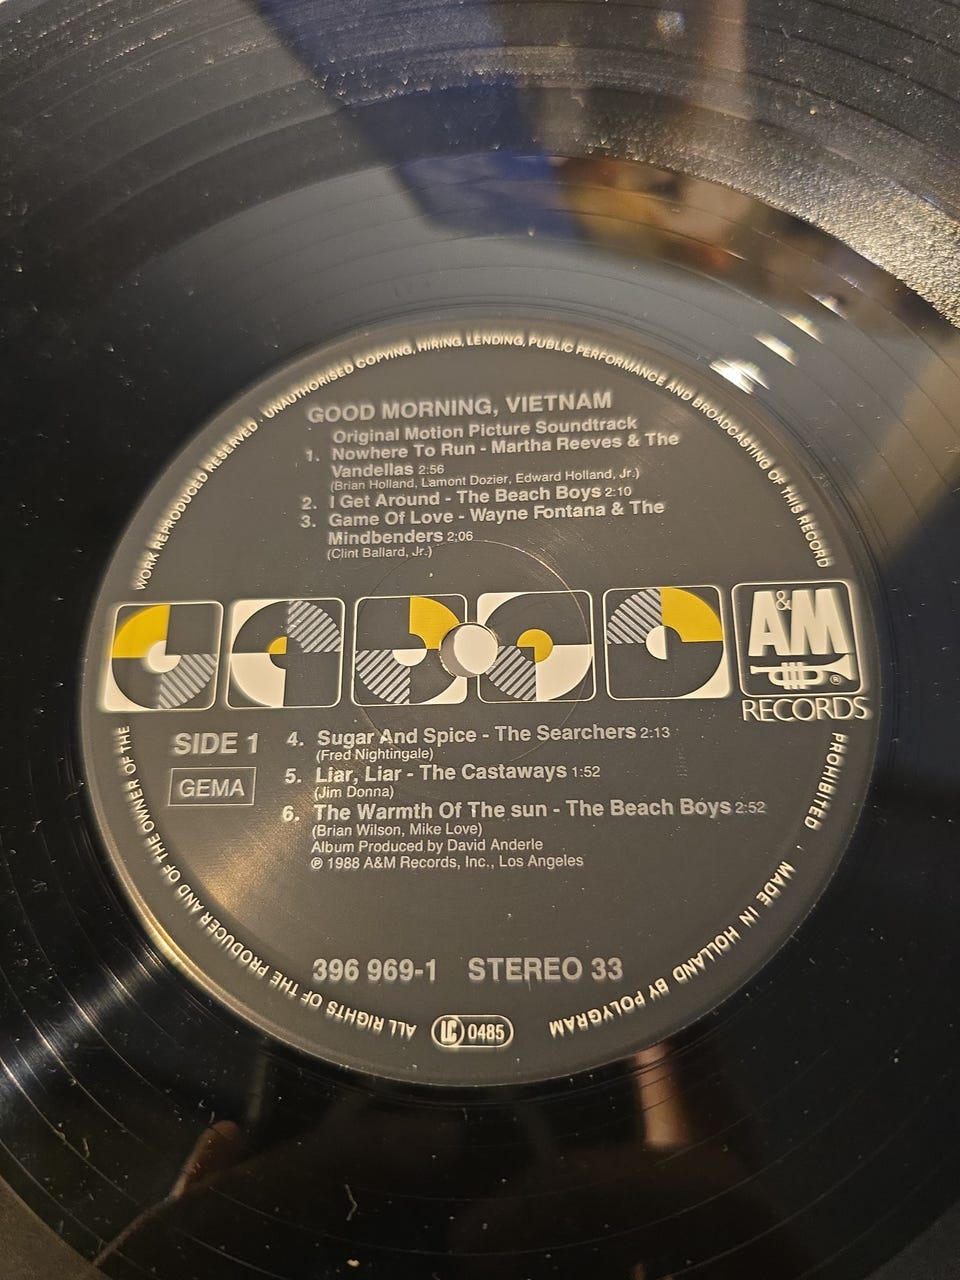 GOOD MORNING, VIETNAM
Original Motion Picture Soundtrack
1. Nowhere To Run - Martha Reeves & The
Vandellas 2:56
(Brian Holland, Lamont Dozier, Edward Holland, Jr.)
2. I Get Around - The Beach Boys 2:10
3. Game Of Love - Wayne Fontana & The
Mindbenders 2:06
(Clint Ballard, Jr.)
A&M
®
RECORDS
SIDE 1
GEMA
4. Sugar And Spice - The Searchers 2:13
(Fred Nightingale)
5. Liar, Liar - The Castaways 1:52
(Jim Donna)
6. The Warmth Of The sun - The Beach Boys 2:52
(Brian Wilson, Mike Love)
Album Produced by David Anderle
℗ 1988 A&M Records, Inc., Los Angeles
396 969-1 STEREO 33
LC 0485
ALL RIGHTS OF THE PRODUCER AND OF THE OWNER OF THE WORK REPRODUCED RESERVED . UNAUTHORISED COPYING, HIRING, LENDING, PUBLIC PERFORMANCE AND BROADCASTING OF THIS RECORD PROHIBITED . MADE IN HOLLAND BY POLYGRAM